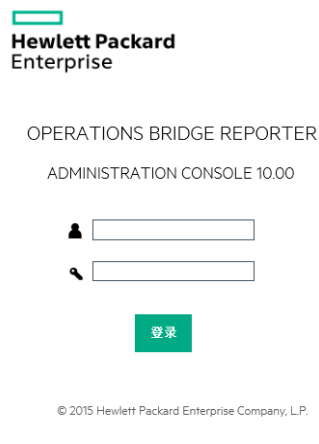 Hewlett Packard
Enterprise
OPERATIONS BRIDGE REPORTER
ADMINISTRATION CONSOLE 10.00
登录
© 2015 Hewlett Packard Enterprise Company, L.P.